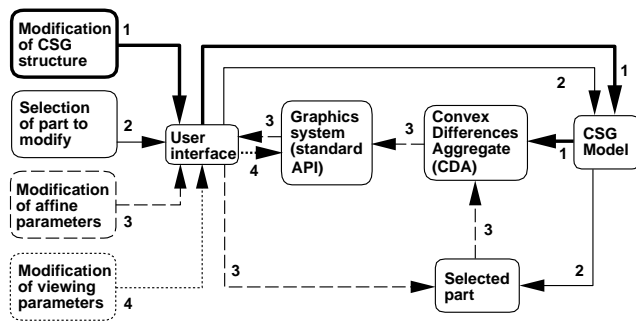 Modification
of CSG
structure
1
1
2
Selection
of part to
modify
2
User
interface
3
4
Graphics
system
(standard
API)
3
Convex
Differences
Aggregate
(CDA)
1
CSG
Model
Modification
of affine
parameters
3
3
3
2
Modification
of viewing
parameters
4
Selected
part